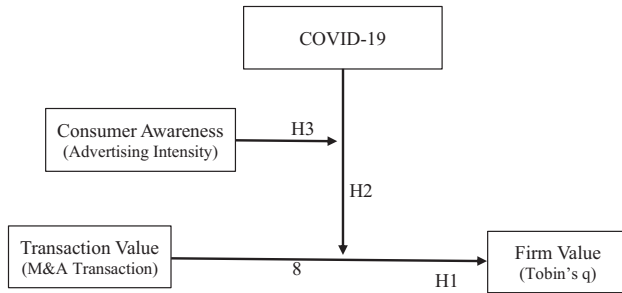 COVID-19
Consumer Awareness
(Advertising Intensity)
H3
H2
Transaction Value
(M&A Transaction)
8
H1
Firm Value
(Tobin's q)